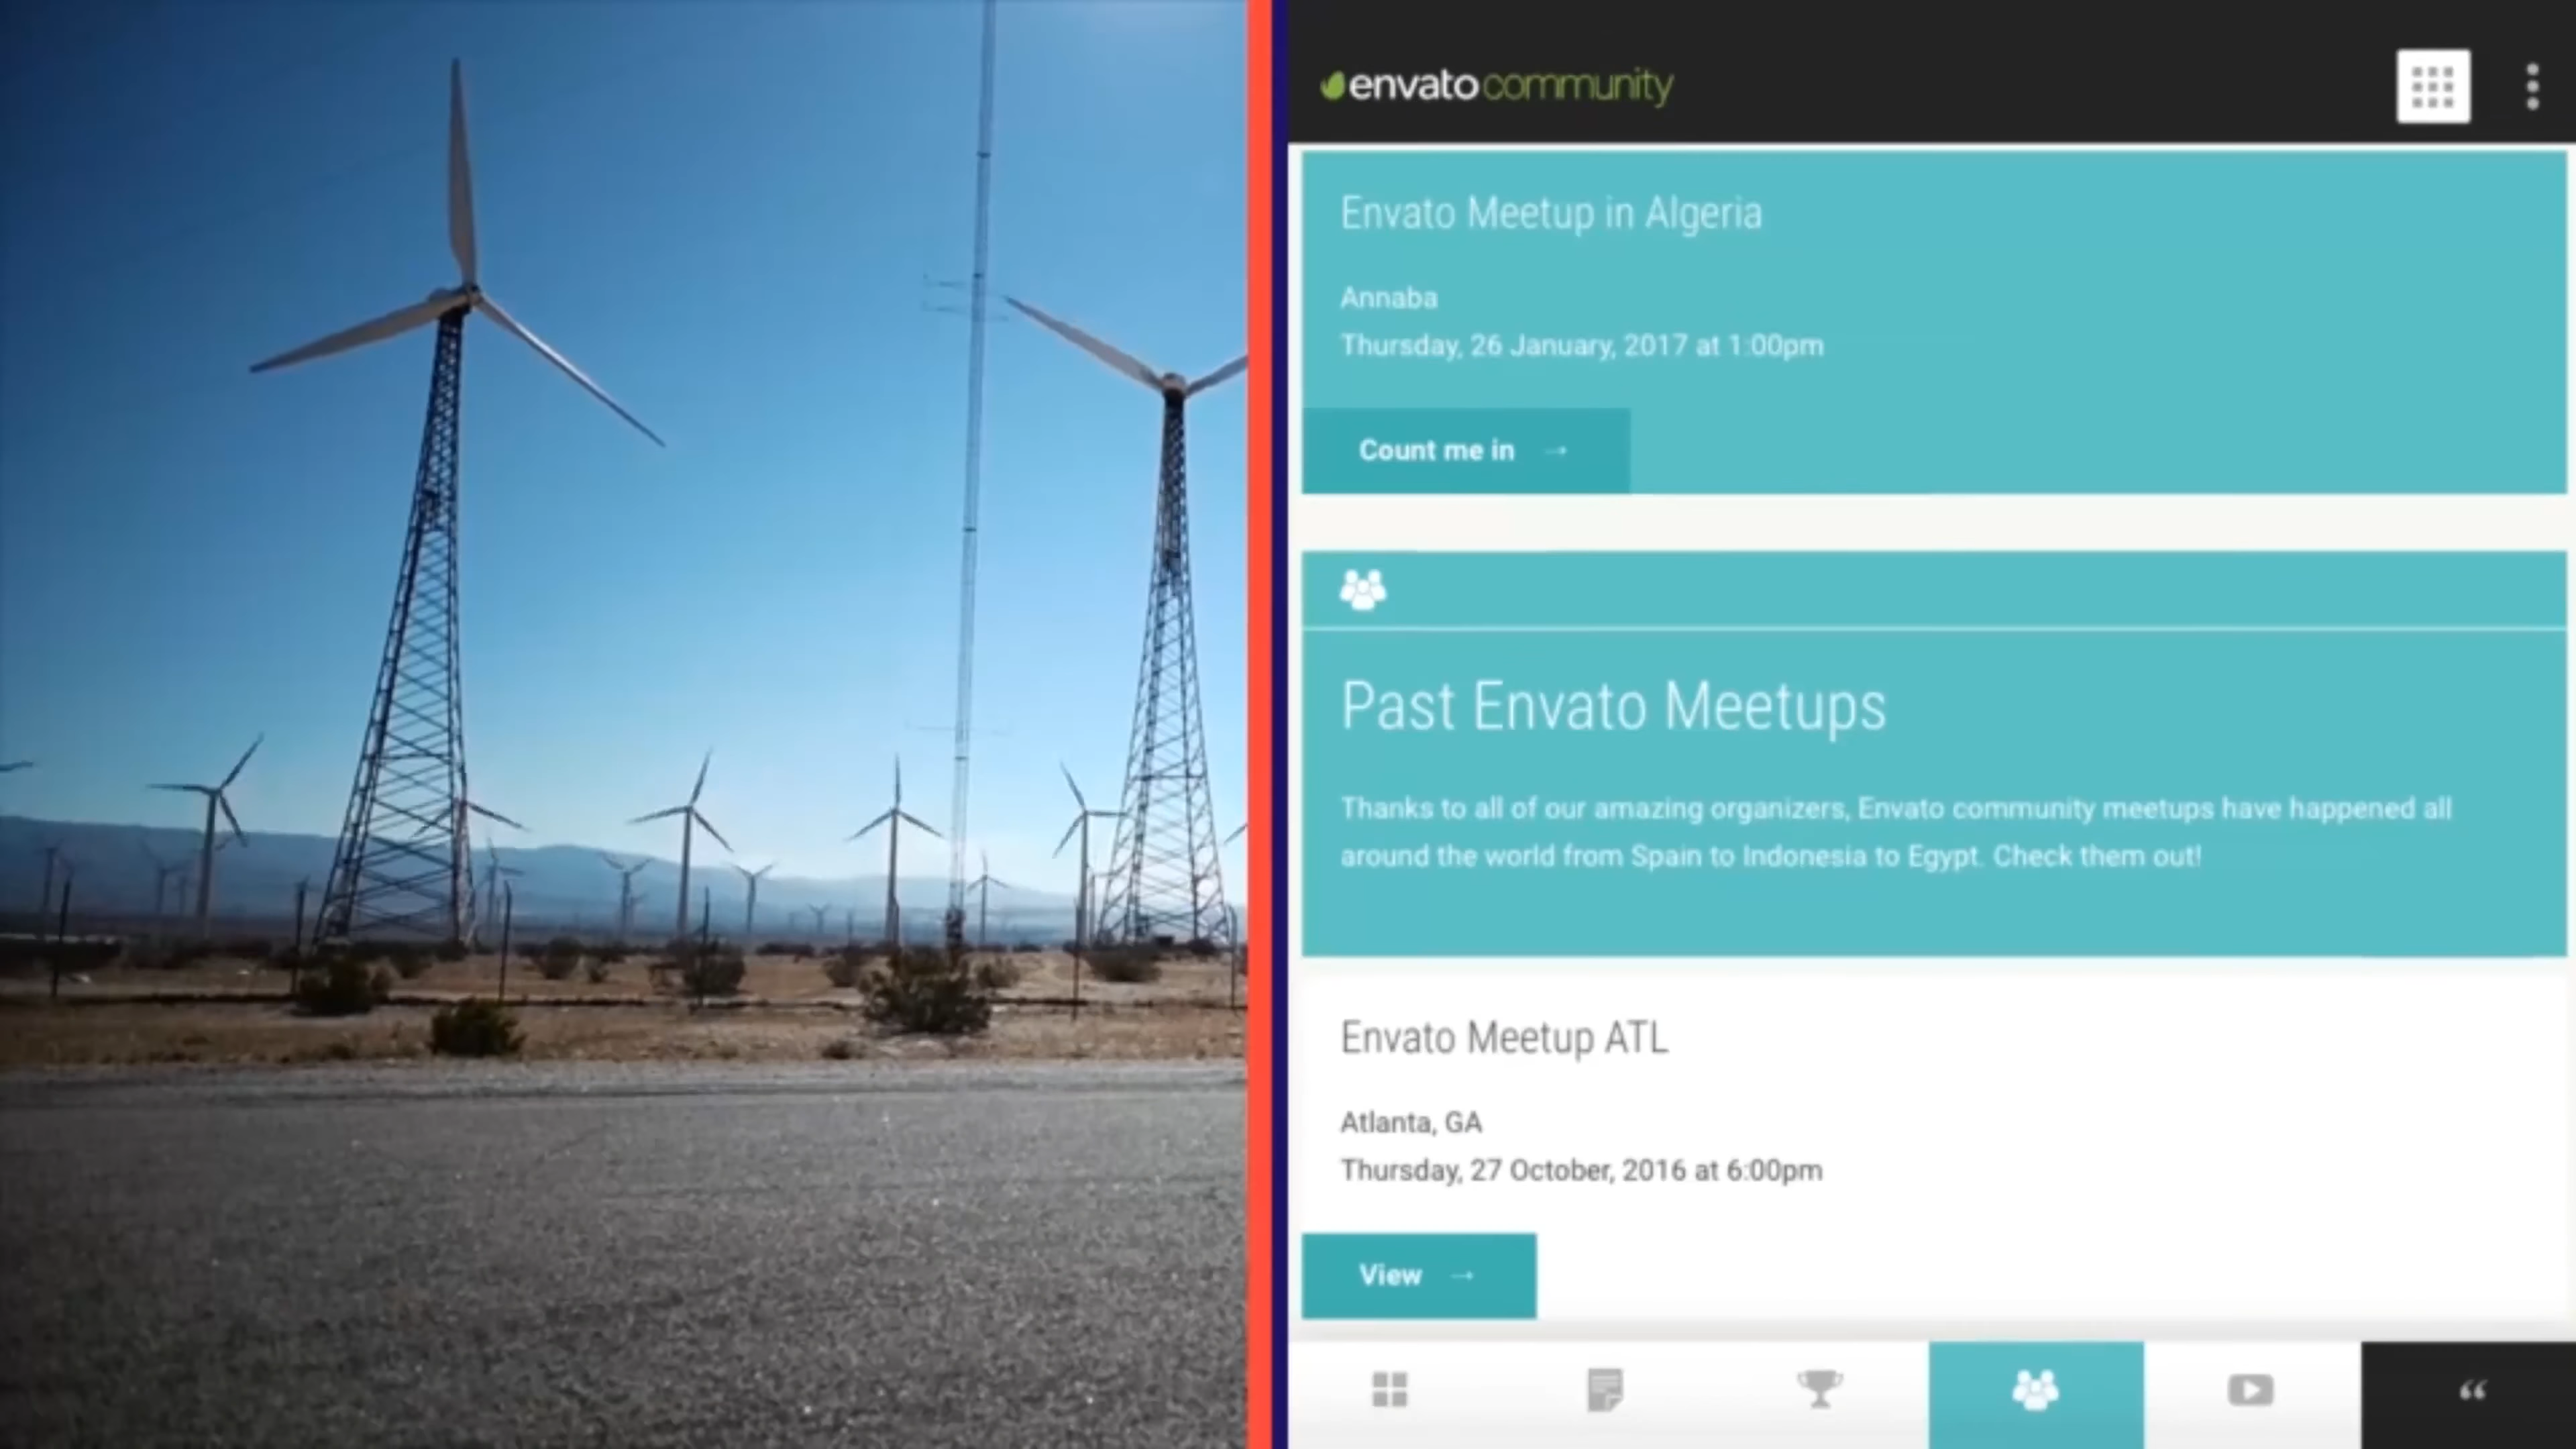 envato community
Envato Meetup in Algeria
Annaba
Thursday, 26 January, 2017 at 1:00pm
Count me in →
Past Envato Meetups
Thanks to all of our amazing organizers, Envato community meetups have happened all
around the world from Spain to Indonesia to Egypt. Check them out!
Envato Meetup ATL
Atlanta, GA
Thursday, 27 October, 2016 at 6:00pm
View →